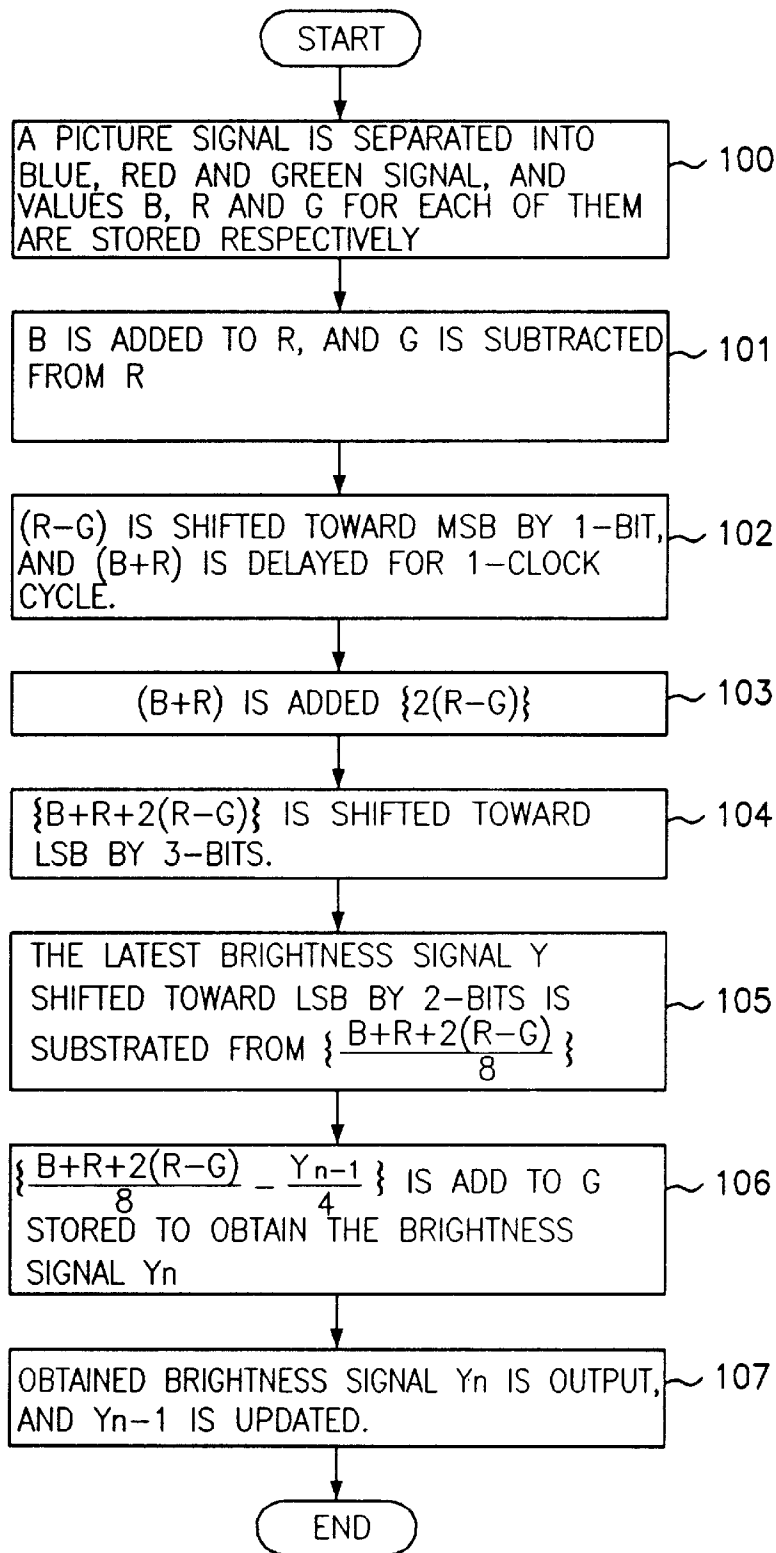 START
A PICTURE SIGNAL IS SEPARATED INTO
BLUE, RED AND GREEN SIGNAL, AND
VALUES B, R AND G FOR EACH OF THEM
ARE STORED RESPECTIVELY
100
B IS ADDED TO R, AND G IS SUBTRACTED
FROM R
101
(R-G) IS SHIFTED TOWARD MSB BY 1-BIT,
AND (B+R) IS DELAYED FOR 1-CLOCK
CYCLE.
102
(B+R) IS ADDED {2(R-G)}
103
{B+R+2(R-G)} IS SHIFTED TOWARD
LSB BY 3-BITS.
104
THE LATEST BRIGHTNESS SIGNAL Y
SHIFTED TOWARD LSB BY 2-BITS IS
SUBSTRATED FROM {B+R+2(R-G)/8}
105
{B+R+2(R-G)/8 - Yn-1/4} IS ADD TO G
STORED TO OBTAIN THE BRIGHTNESS
SIGNAL Yn
106
OBTAINED BRIGHTNESS SIGNAL Yn IS OUTPUT,
AND Yn-1 IS UPDATED.
107
END